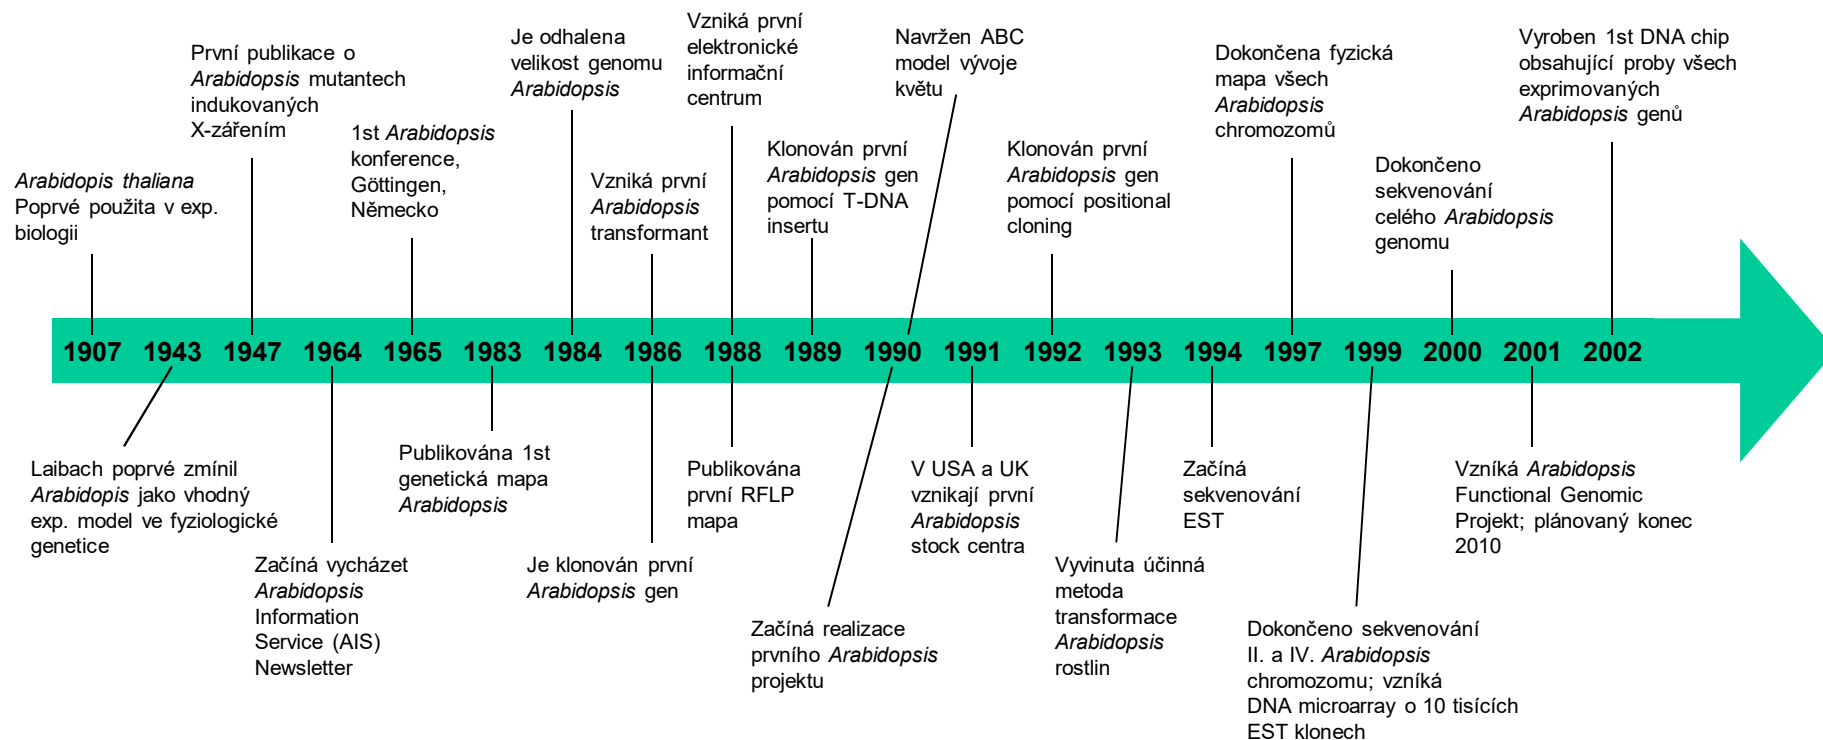 Arabidopis thaliana
Poprvé použita v exp.
biologii
První publikace o
Arabidopsis mutantech
indukovaných
X-zářením
1st Arabidopsis
konference,
Göttingen,
Německo
Je odhalena
velikost genomu
Arabidopsis
Vzniká první
Arabidopsis
transformant
Vzniká první
elektronické
informační
centrum
Klonován první
Arabidopsis gen
pomocí T-DNA
insertu
Navržen ABC
model vývoje
květu
Klonován první
Arabidopsis gen
pomocí positional
cloning
Dokončena fyzická
mapa všech
Arabidopsis
chromozomů
Dokončeno
sekvenování
celého Arabidopsis
genomu
Vyroben 1st DNA chip
obsahující proby všech
exprimovaných
Arabidopsis genů
1907 1943 1947 1964 1965 1983 1984 1986 1988 1989 1990 1991 1992 1993 1994 1997 1999 2000 2001 2002
Laibach poprvé zmínil
Arabidopis jako vhodný
exp. model ve fyziologické
genetice
Začíná vycházet
Arabidopsis
Information
Service (AIS)
Newsletter
Publikována 1st
genetická mapa
Arabidopsis
Je klonován první
Arabidopsis gen
Publikována
první RFLP
mapa
Začíná realizace
prvního Arabidopsis
projektu
V USA a UK
vznikají první
Arabidopsis
stock centra
Vyvinuta účinná
metoda
transformace
Arabidopsis
rostlin
Začíná
sekvenování
EST
Dokončeno sekvenování
II. a IV. Arabidopsis
chromozomu; vzniká
DNA microarray o 10 tisících
EST klonech
Vzníká Arabidopsis
Functional Genomic
Projekt; plánovaný konec
2010